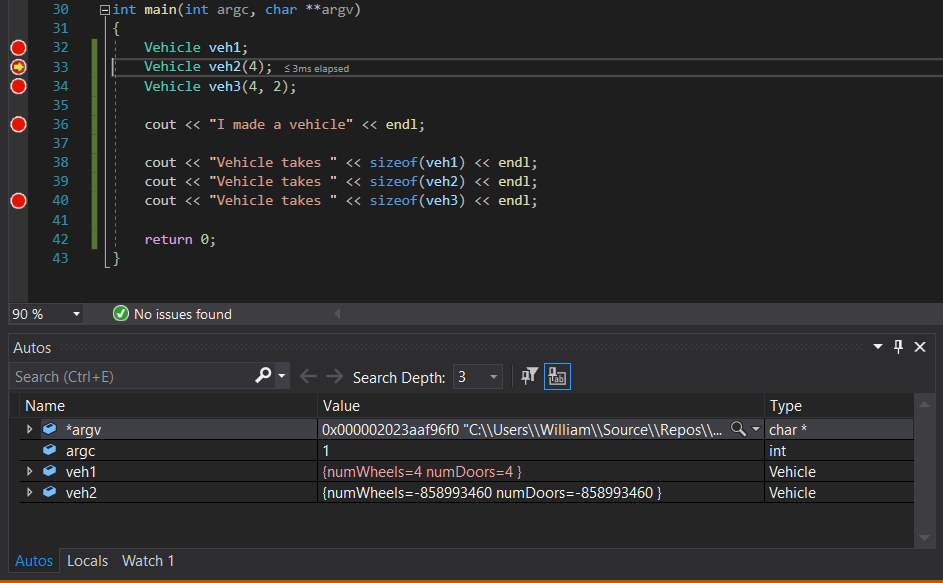 30 int main(int argc, char **argv)
31 {
32 Vehicle veh1;
33 Vehicle veh2(4); ≤3ms elapsed
34 Vehicle veh3(4, 2);
35
36 cout << "I made a vehicle" << endl;
37
38 cout << "Vehicle takes " << sizeof(veh1) << endl;
39 cout << "Vehicle takes " << sizeof(veh2) << endl;
40 cout << "Vehicle takes " << sizeof(veh3) << endl;
41
42 return 0;
43 }
90 % No issues found
Autos
Search (Ctrl+E) Search Depth: 3
Name Value Type
*argv 0x000002023aaf96f0 "C:\\Users\\William\\Source\\Repos\\... char *
argc 1 int
veh1 {numWheels=4 numDoors=4 } Vehicle
veh2 {numWheels=-858993460 numDoors=-858993460 } Vehicle
Autos Locals Watch 1